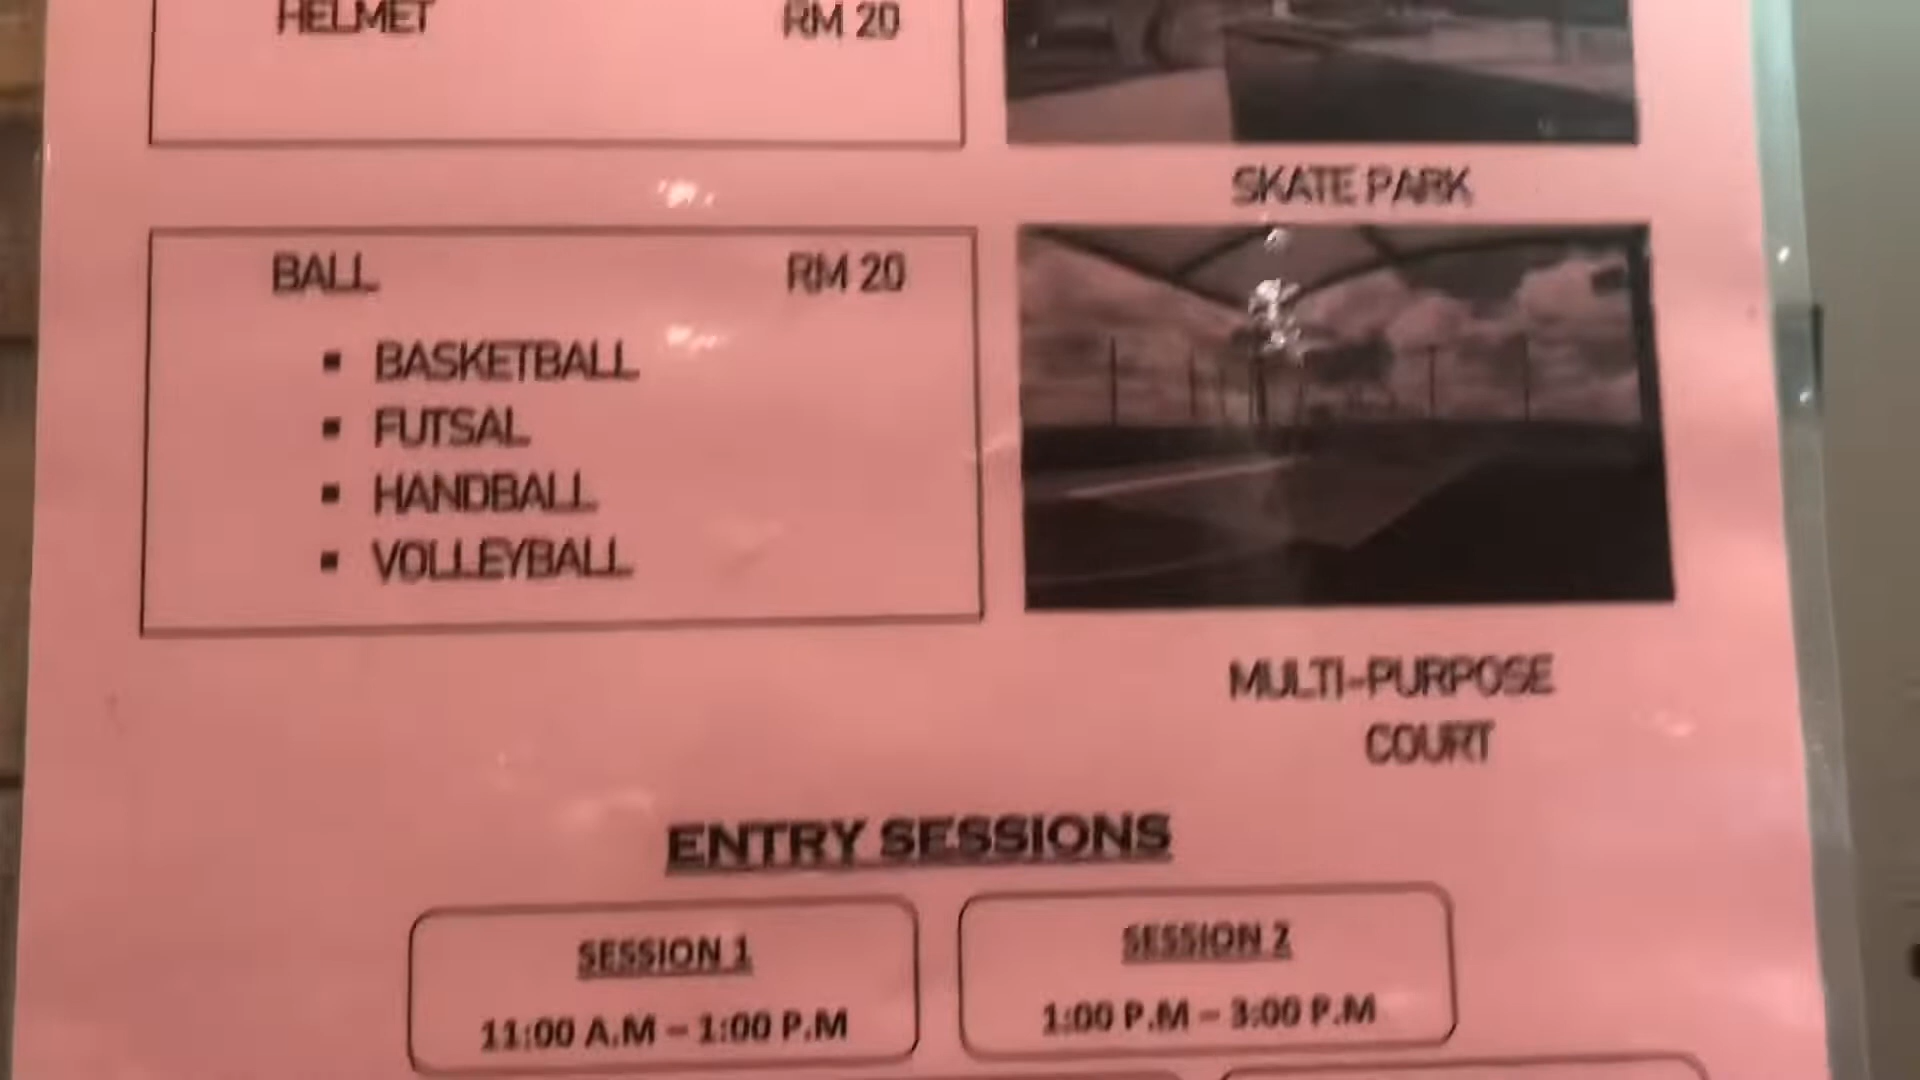 HELMET RM 20
SKATE PARK
BALL RM 20
▪ BASKETBALL
▪ FUTSAL
▪ HANDBALL
▪ VOLLEYBALL
MULTI-PURPOSE
COURT
ENTRY SESSIONS
SESSION 1
11:00 A.M – 1:00 P.M
SESSION 2
1:00 P.M – 3:00 P.M